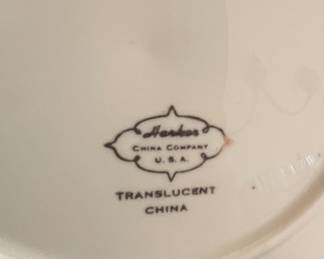 Harker
China Company
U. S. A.
TRANSLUCENT
CHINA